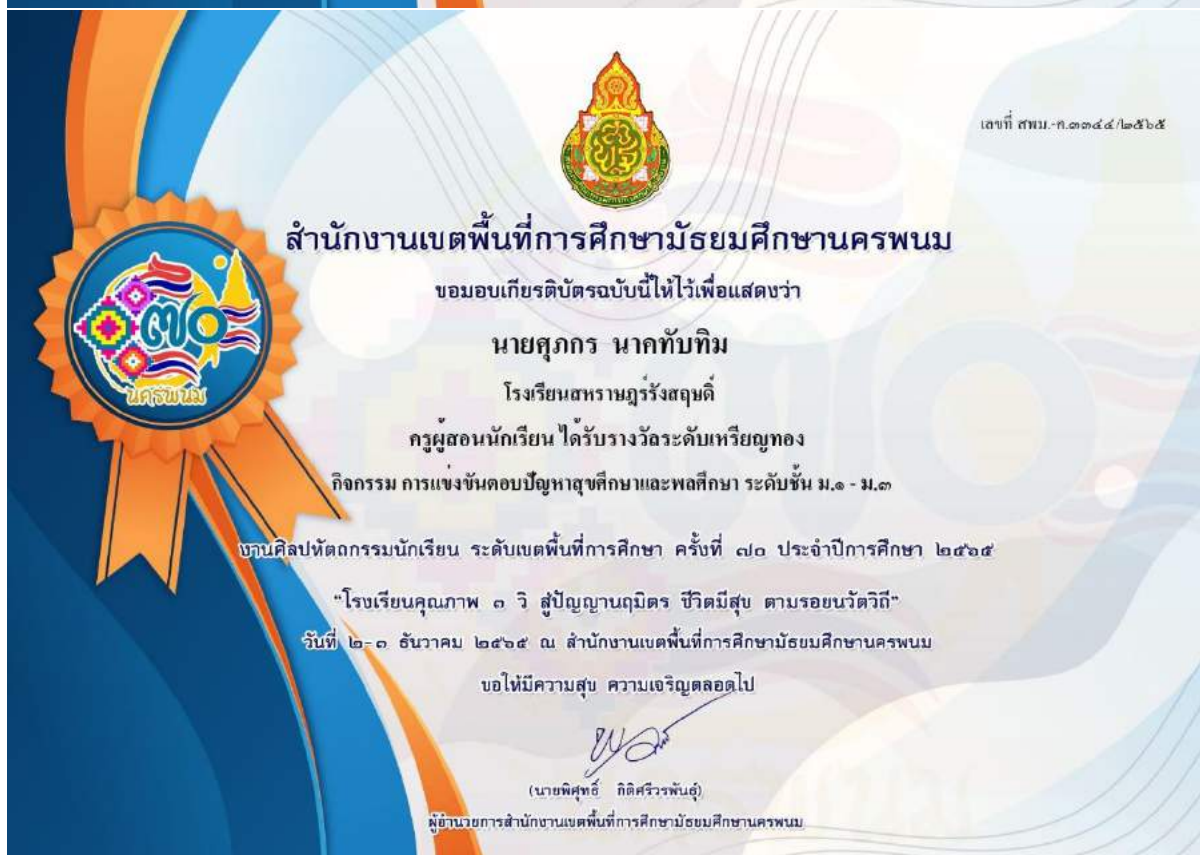 เลขที่ สพม.-ค.๓๓๔๔/๒๕๖๕
สำนักงานเขตพื้นที่การศึกษามัธยมศึกษานครพนม
ขอมอบเกียรติบัตรฉบับนี้ให้ไว้เพื่อแสดงว่า
นายศุภกร นาคทับทิม
โรงเรียนสหราษฎร์รังสฤษดิ์
ครูผู้สอนนักเรียน ได้รับรางวัลระดับเหรียญทอง
กิจกรรม การแข่งขันตอบปัญหาสุขศึกษาและพลศึกษา ระดับชั้น ม.๑ - ม.๓
๗๐
นครพนม
งานศิลปหัตถกรรมนักเรียน ระดับเขตพื้นที่การศึกษา ครั้งที่ ๗๐ ประจำปีการศึกษา ๒๕๖๕
"โรงเรียนคุณภาพ ๓ วิ สู่ปัญญานฤมิตร ชีวิตมีสุข ตามรอยนวัตวิถี"
วันที่ ๒-๓ ธันวาคม ๒๕๖๕ ณ สำนักงานเขตพื้นที่การศึกษามัธยมศึกษานครพนม
ขอให้มีความสุข ความเจริญตลอดไป
(นายพิศุทธิ์ กิติศรีวรพันธุ์)
ผู้อำนวยการสำนักงานเขตพื้นที่การศึกษามัธยมศึกษานครพนม